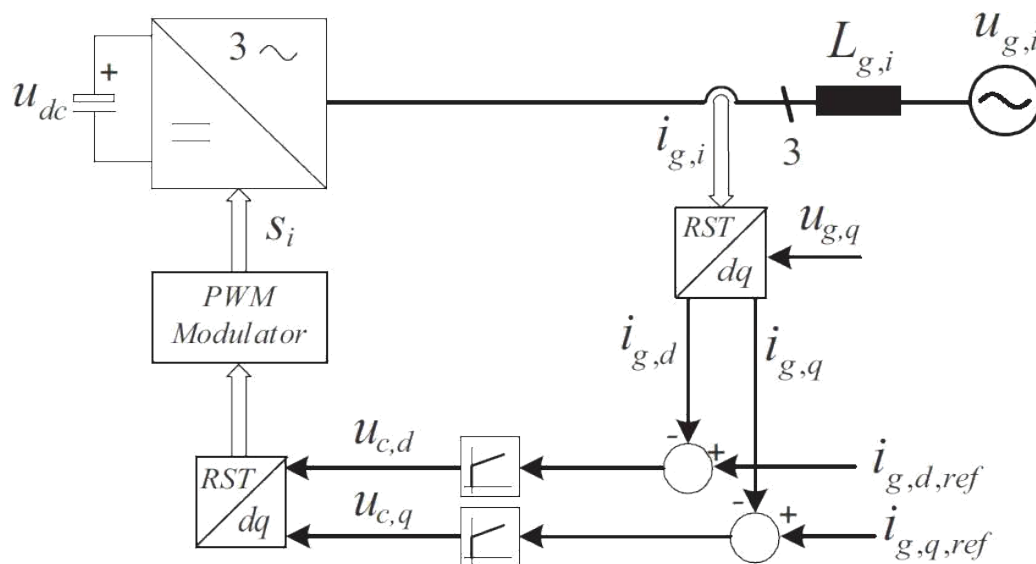 3 ~
+
u_dc
L_g,i
u_g,i
i_g,i
3
s_i
RST
dq
u_g,q
PWM
Modulator
i_g,d
i_g,q
u_c,d
-
+
i_g,d,ref
RST
dq
u_c,q
-
+
i_g,q,ref